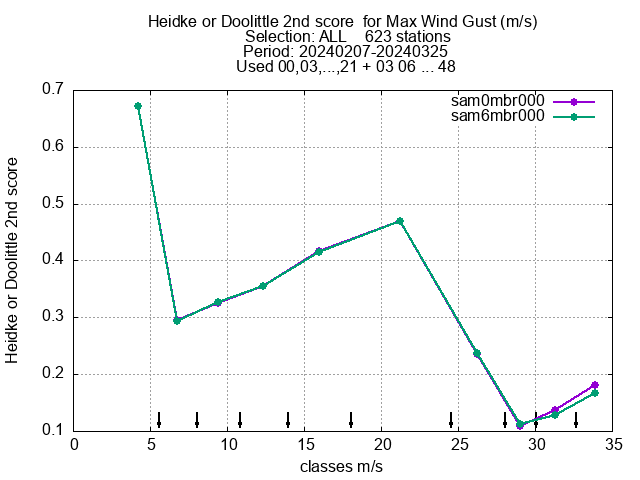 Heidke or Doolittle 2nd score  for Max Wind Gust (m/s)
Selection: ALL    623 stations
Period: 20240207-20240325
Used 00,03,...,21 + 03 06 ... 48
sam0mbr000
sam6mbr000
0.7
0.6
0.5
0.4
0.3
0.2
0.1
Heidke or Doolittle 2nd score
0 5 10 15 20 25 30 35
classes m/s